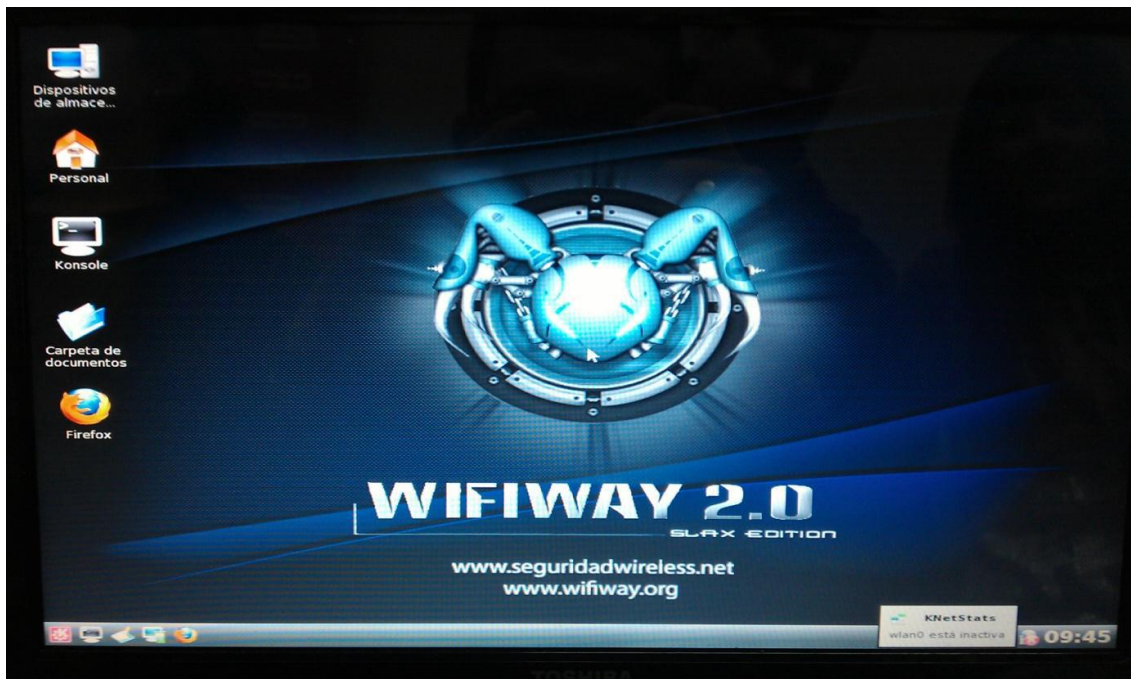 Dispositivos
de almace...
Personal
Konsole
Carpeta de
documentos
Firefox
WIFIWAY 2.0
SLAX EDITION
www.seguridadwireless.net
www.wifiway.org
KNetStats
wlan0 está inactiva
09:45
TOSHIBA